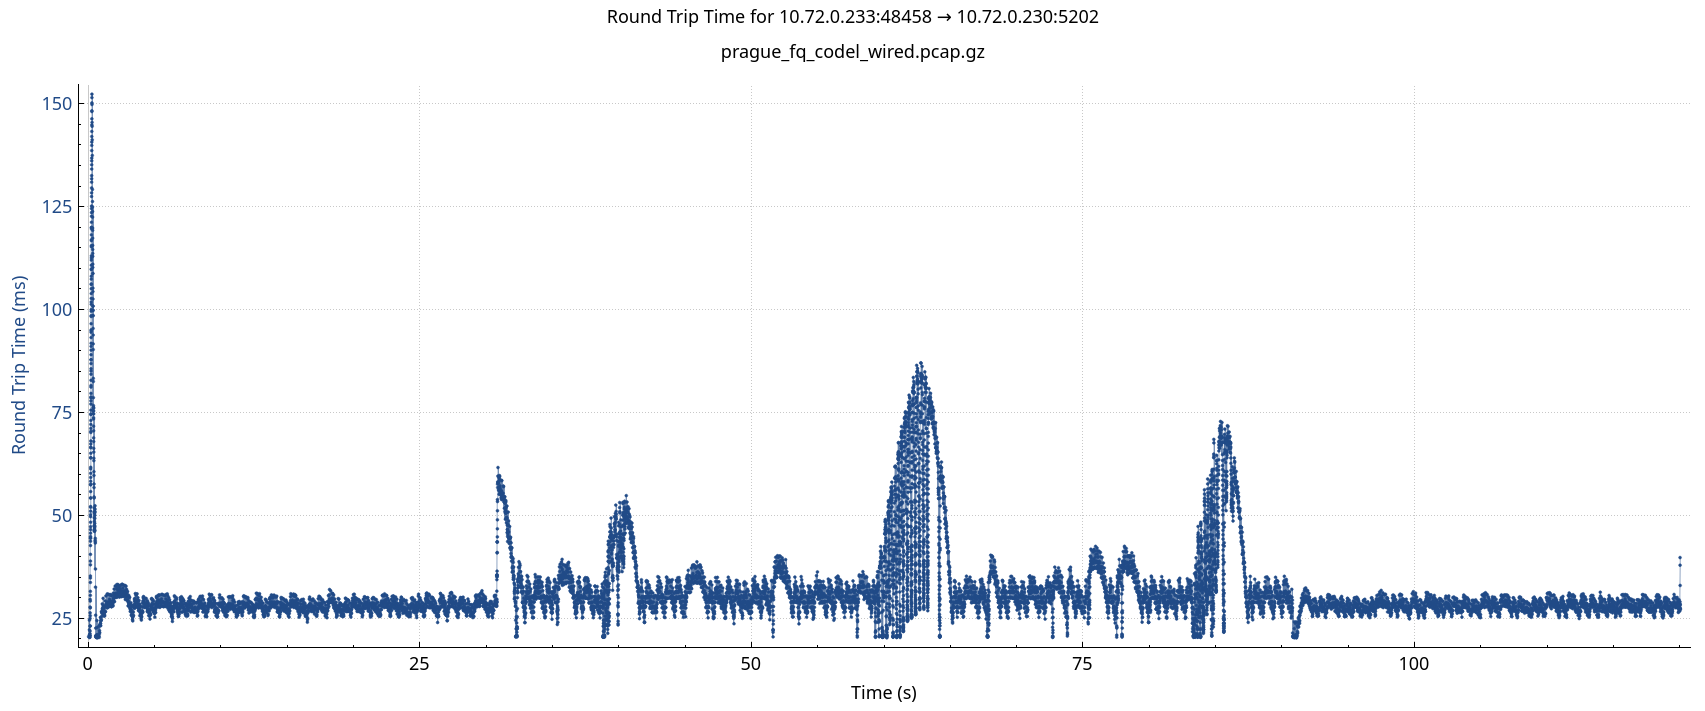 Round Trip Time for 10.72.0.233:48458 → 10.72.0.230:5202
prague_fq_codel_wired.pcap.gz
Round Trip Time (ms)
150
125
100
75
50
25
0 25 50 75 100
Time (s)